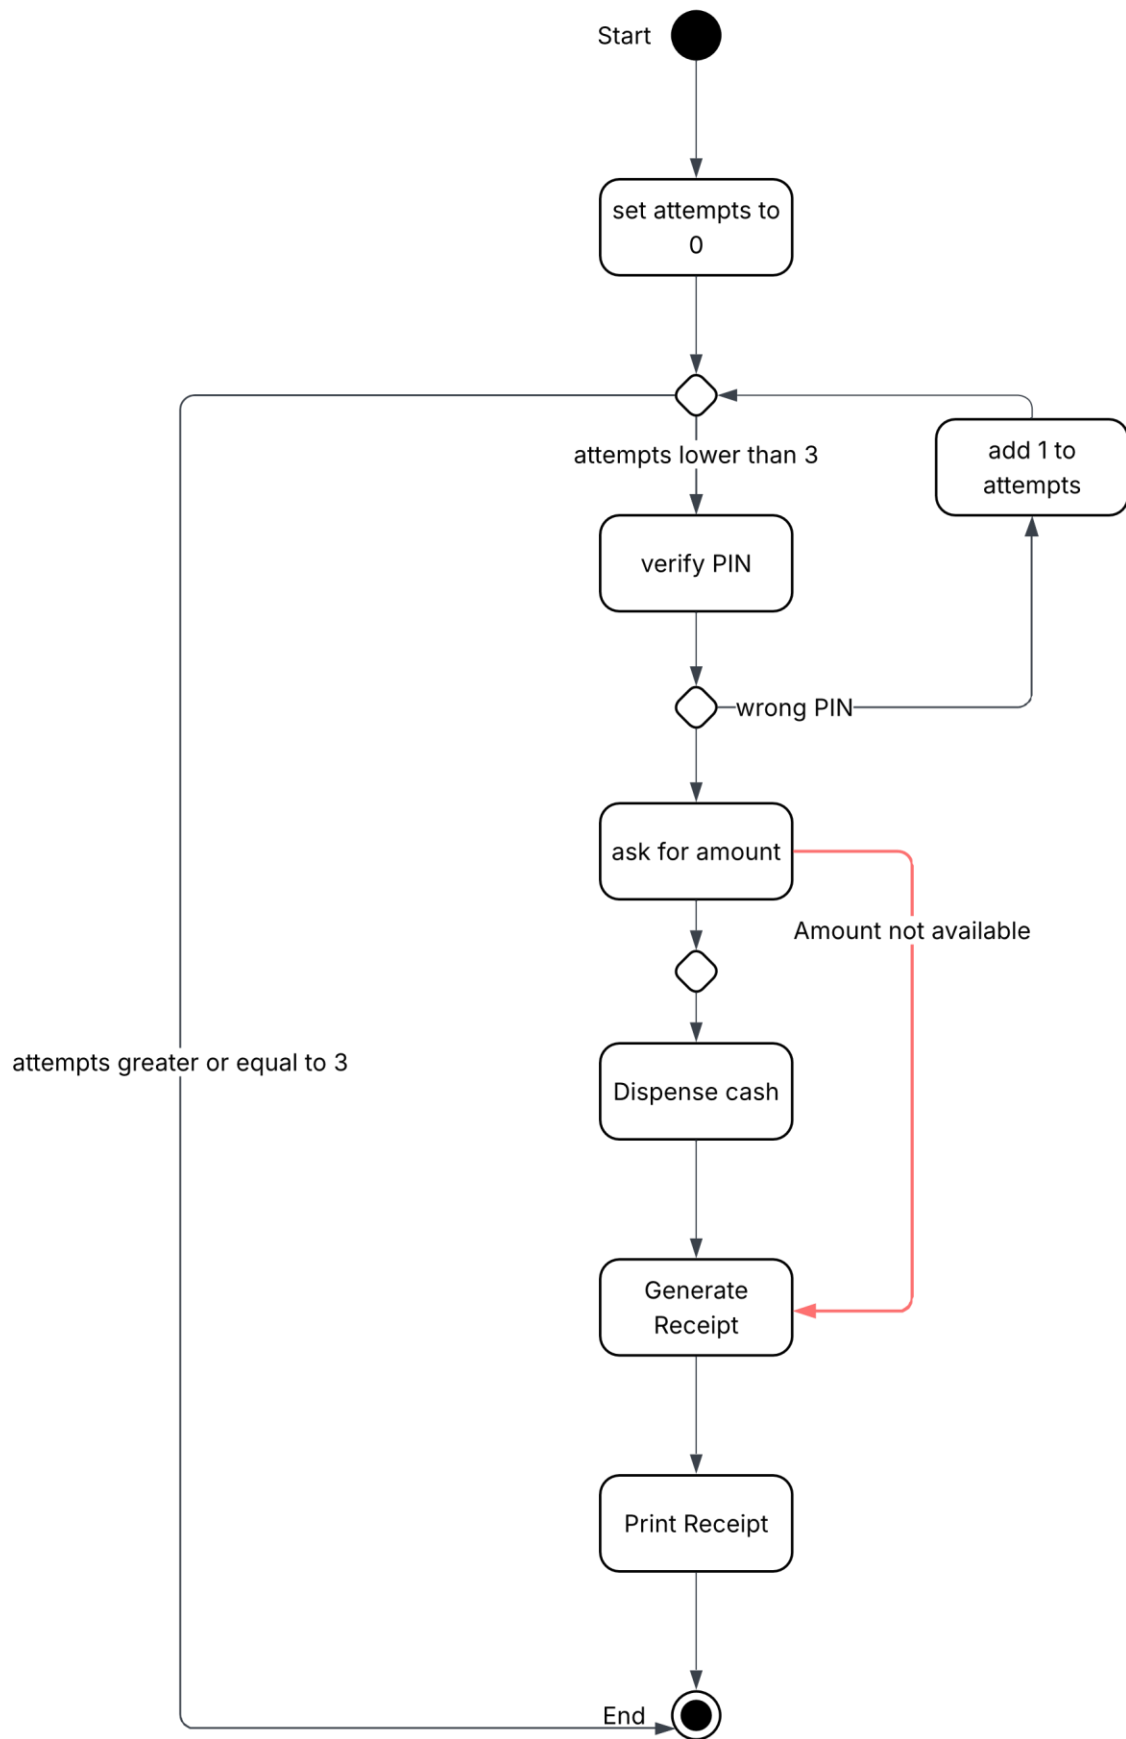 Start
set attempts to
0
attempts lower than 3
add 1 to
attempts
verify PIN
wrong PIN
ask for amount
Amount not available
attempts greater or equal to 3
Dispense cash
Generate
Receipt
Print Receipt
End